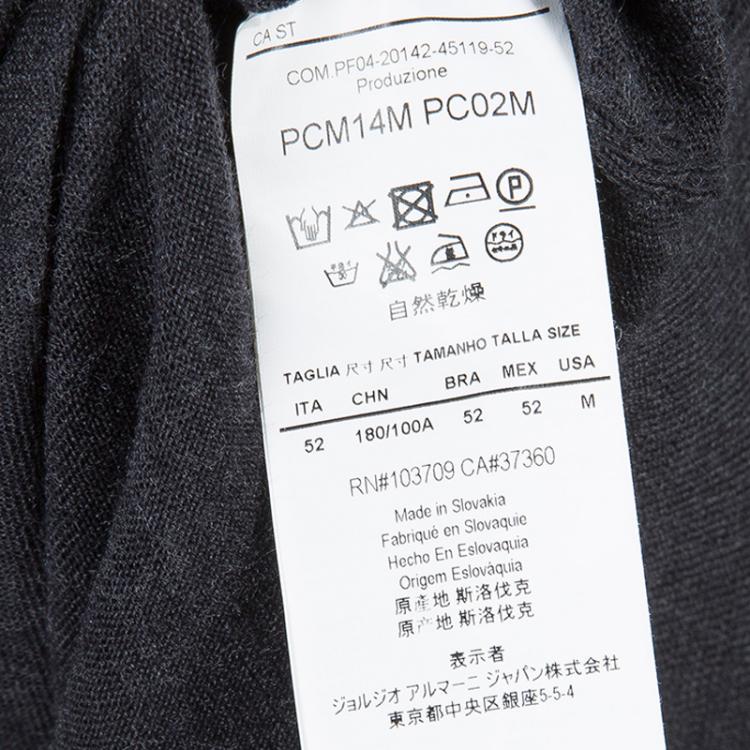 CA ST
COM.PF04-20142-45119-52
Produzione
PCM14M PC02M
P
ドライ
自然乾燥
TAGLIA 尺寸 尺寸 TAMANHO TALLA SIZE
ITA CHN BRA MEX USA
52 180/100A 52 52 M
RN#103709 CA#37360
Made in Slovakia
Fabriqué en Slovaquie
Hecho En Eslovaquia
Origem Eslováquia
原產地 斯洛伐克
原产地 斯洛伐克
表示者
ジョルジオ アルマーニ ジャパン株式会社
東京都中央区銀座5-5-4